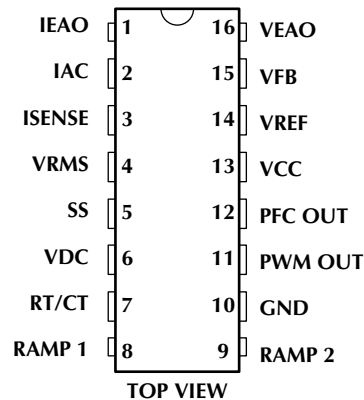 IEAO 1 16 VEAO
IAC 2 15 VFB
ISENSE 3 14 VREF
VRMS 4 13 VCC
SS 5 12 PFC OUT
VDC 6 11 PWM OUT
RT/CT 7 10 GND
RAMP 1 8 9 RAMP 2
TOP VIEW